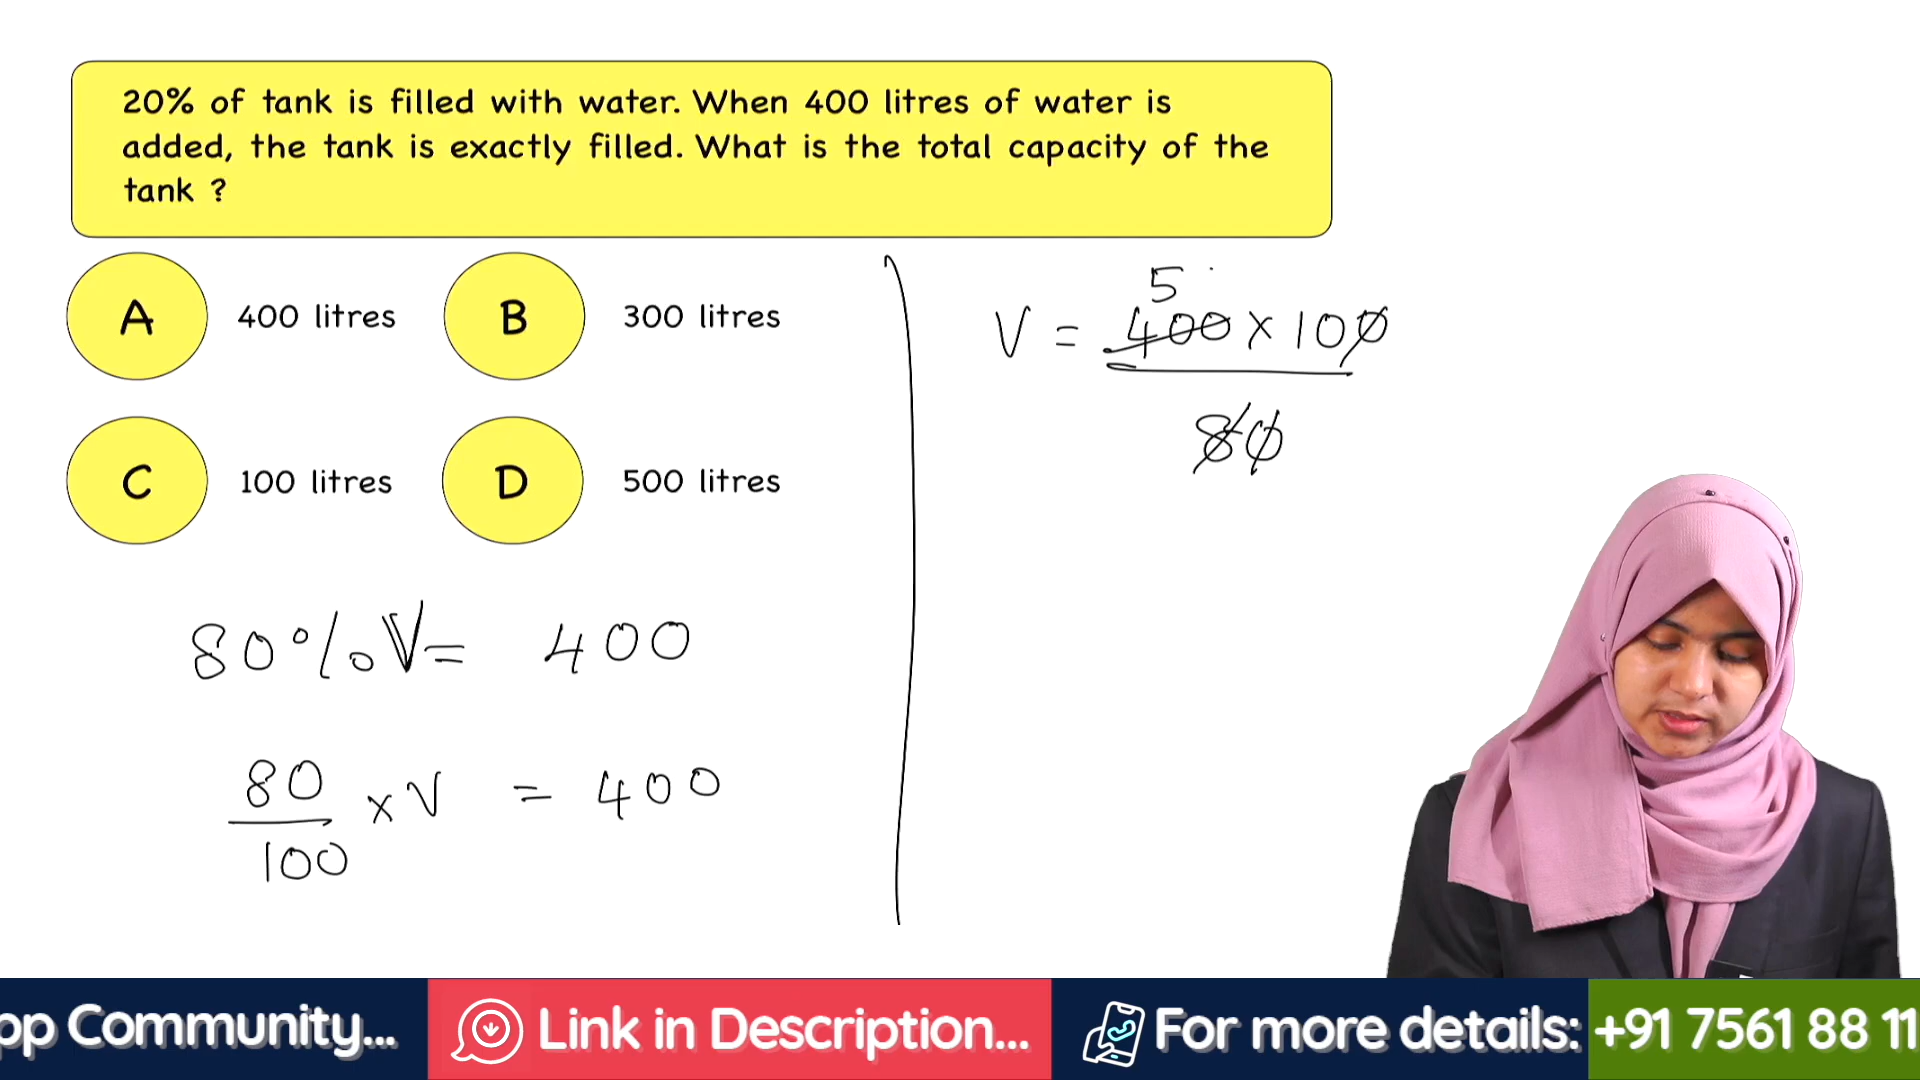 20% of tank is filled with water. When 400 litres of water is
added, the tank is exactly filled. What is the total capacity of the
tank ?
A 400 litres B 300 litres
C 100 litres D 500 litres
80% V = 400
80
100
x V = 400
5
V = 400 x 100
80
pp Community... Link in Description... For more details: +91 7561 88 11